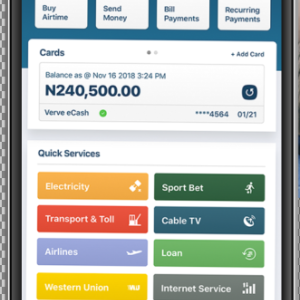 Buy
Airtime
Send
Money
Bill
Payments
Recurring
Payments
Cards
+ Add Card
Balance as @ Nov 16 2018 3:24 PM
N240,500.00
Verve eCash
****4564
01/21
Quick Services
Electricity
Sport Bet
Transport & Toll
Cable TV
Airlines
Loan
Western Union
Internet Service